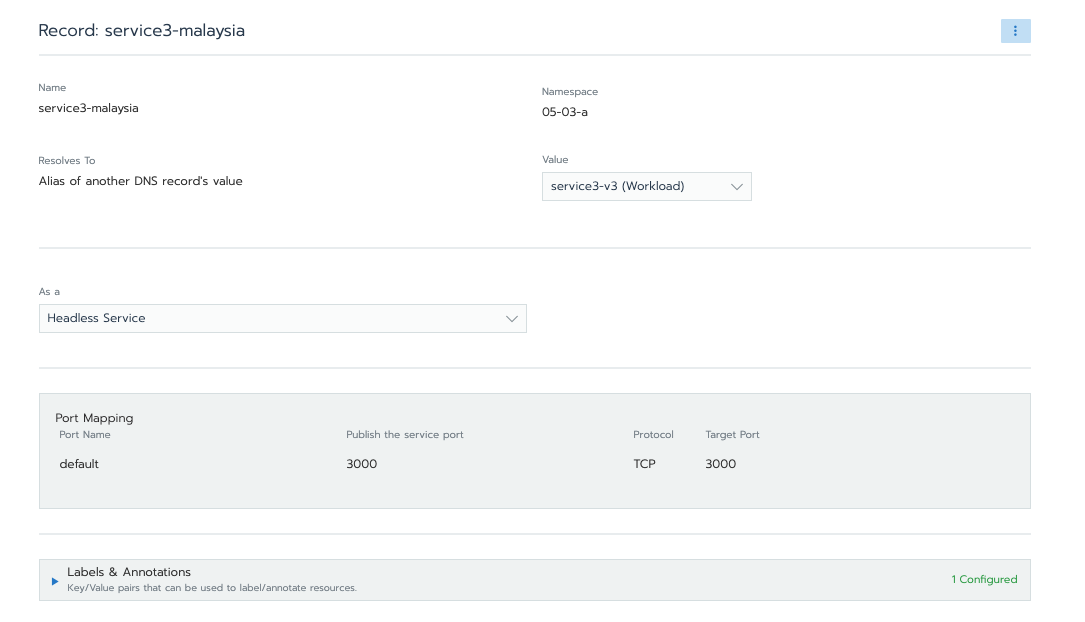 Record: service3-malaysia
Name
service3-malaysia
Namespace
05-03-a
Resolves To
Alias of another DNS record's value
Value
service3-v3 (Workload)
As a
Headless Service
Port Mapping
Port Name
Publish the service port
Protocol
Target Port
default
3000
TCP
3000
Labels & Annotations
Key/Value pairs that can be used to label/annotate resources.
1 Configured